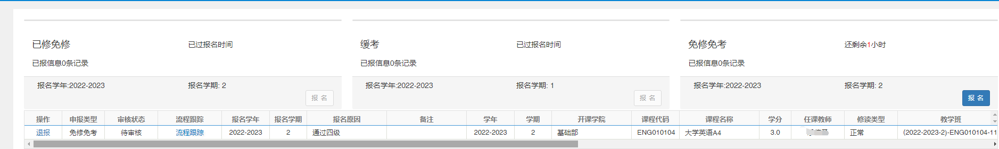 已修免修 已过报名时间
已报信息0条记录
报名学年:2022-2023 报名学期: 2
报 名
缓考 已过报名时间
已报信息0条记录
报名学年:2022-2023 报名学期: 1
报 名
免修免考 还剩余1小时
已报信息0条记录
报名学年:2022-2023 报名学期: 2
报 名
操作 申报类型 审核状态 流程跟踪 报名学年 报名学期 报名原因 备注 学年 学期 开课学院 课程代码 课程名称 学分 任课教师 修读类型 教学班
退报 免修免考 待审核 流程跟踪 2022-2023 2 通过四级 2022-2023 2 基础部 ENG010104 大学英语A4 3.0 正常 (2022-2023-2)-ENG010104-11